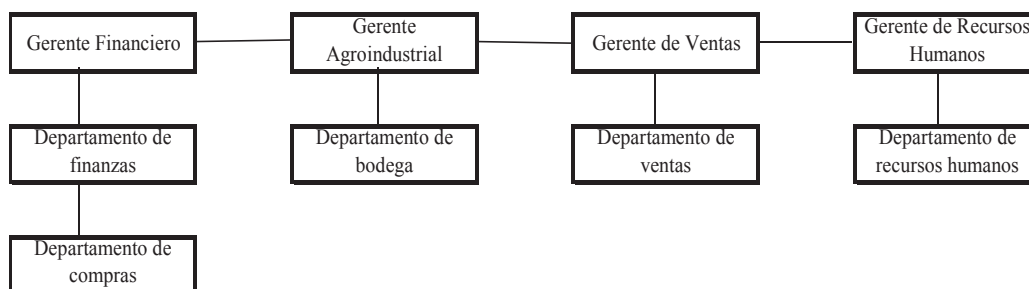 Gerente Financiero
Gerente
Agroindustrial
Gerente de Ventas
Gerente de Recursos
Humanos
Departamento de
finanzas
Departamento de
bodega
Departamento de
ventas
Departamento de
recursos humanos
Departamento de
compras